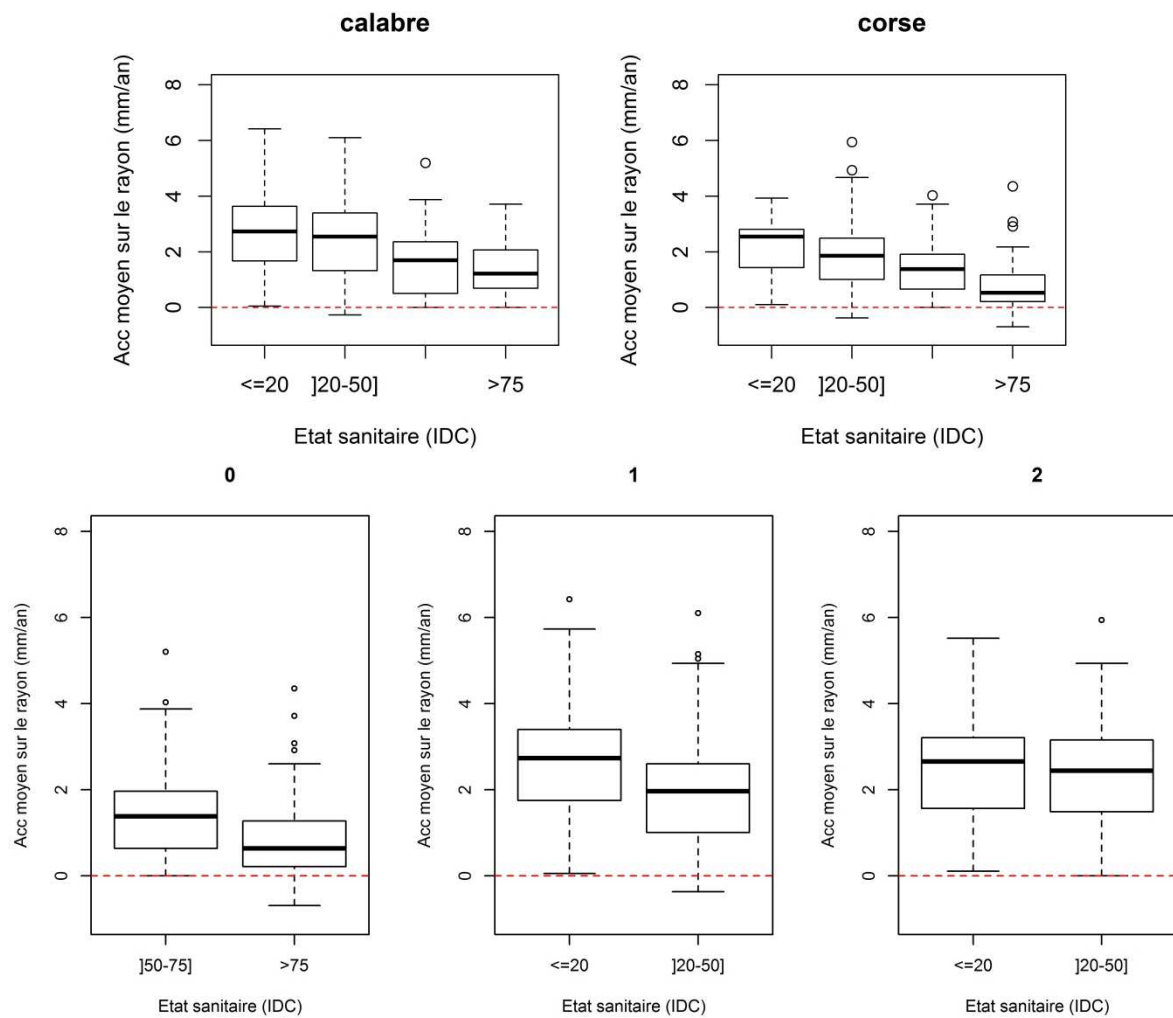 calabre
corse
Acc moyen sur le rayon (mm/an)
8
6
4
2
0
<=20 ]20-50] >75
Etat sanitaire (IDC)
Acc moyen sur le rayon (mm/an)
8
6
4
2
0
<=20 ]20-50] >75
Etat sanitaire (IDC)
0
Acc moyen sur le rayon (mm/an)
8
6
4
2
0
]50-75] >75
Etat sanitaire (IDC)
1
Acc moyen sur le rayon (mm/an)
8
6
4
2
0
<=20 ]20-50]
Etat sanitaire (IDC)
2
Acc moyen sur le rayon (mm/an)
8
6
4
2
0
<=20 ]20-50]
Etat sanitaire (IDC)